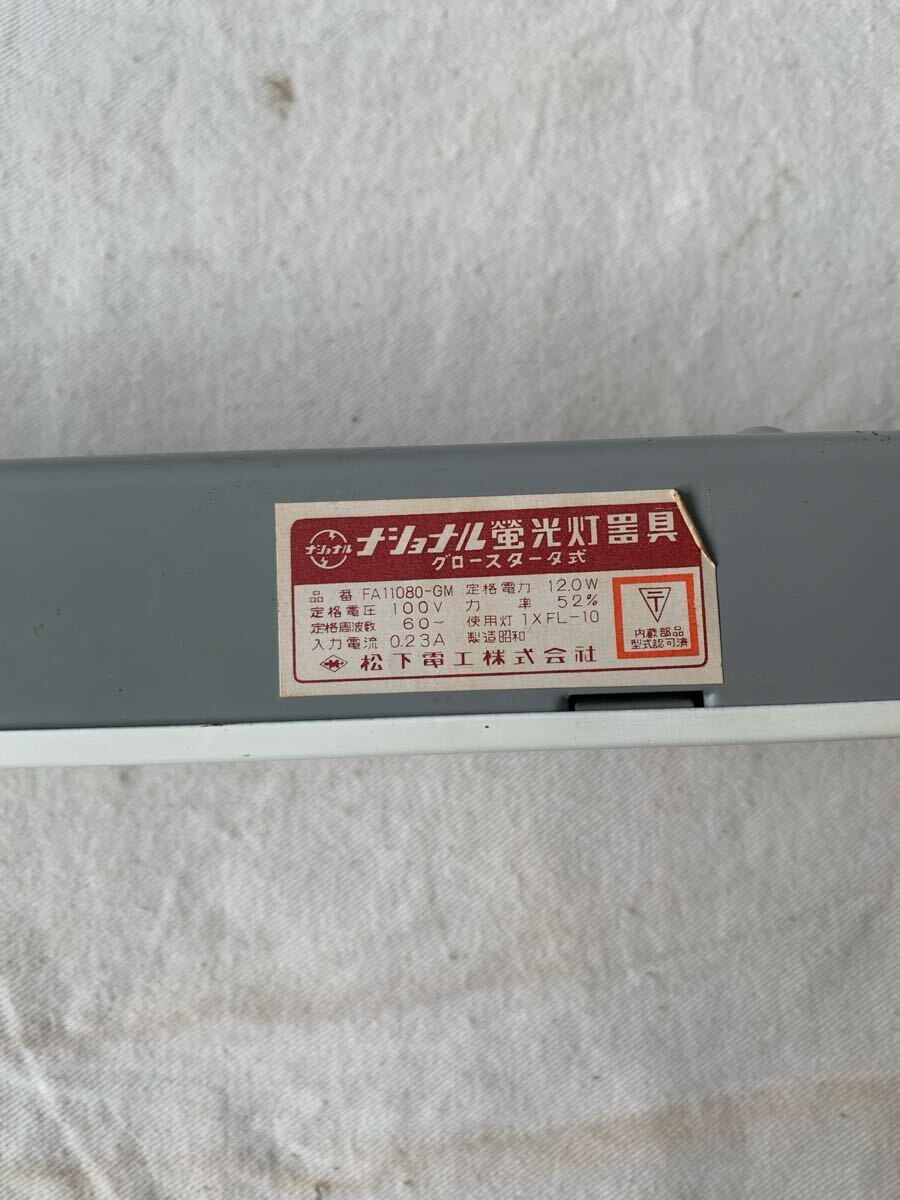 ナショナル ナショナル 螢光灯器具
グロースタータ式
品番 FA11080-GM 定格電力 12.0W
定格電圧 100V 力率 52%
定格周波数 60~ 使用灯 1XFL-10
入力電流 0.23A 製造昭和
松下電工株式会社
〒
内蔵部品
型式認可済